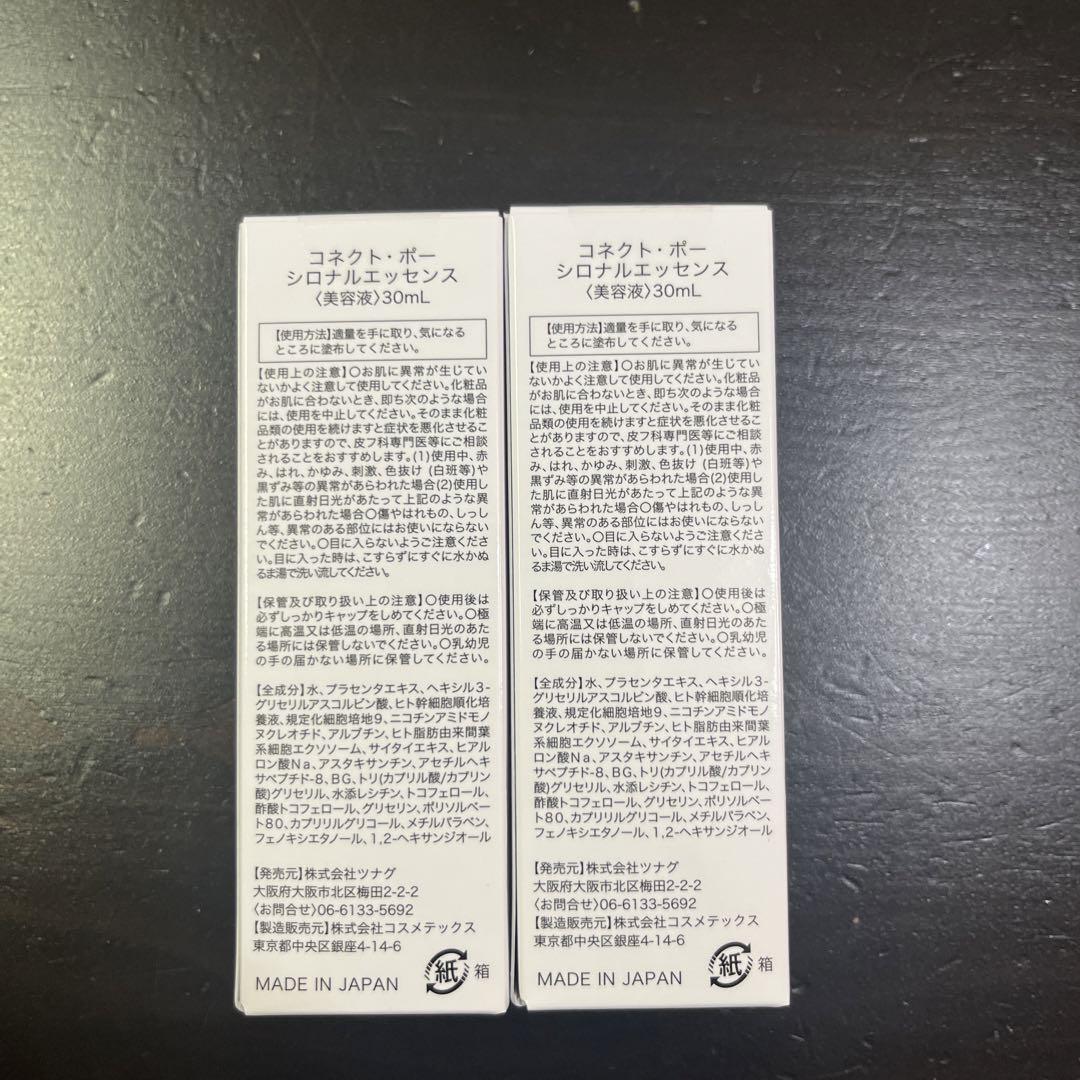 コネクト・ポー
シロナルエッセンス
〈美容液〉30mL
【使用方法】適量を手に取り、気になる
ところに塗布してください。
【使用上の注意】〇お肌に異常が生じてい
ないかよく注意して使用してください。化粧品
がお肌に合わないとき、即ち次のような場合
には、使用を中止してください。そのまま化粧
品類の使用を続けますと症状を悪化させるこ
とがありますので、皮フ科専門医等にご相談
されることをおすすめします。(1)使用中、赤
み、はれ、かゆみ、刺激、色抜け (白斑等)や
黒ずみ等の異常があらわれた場合(2)使用し
た肌に直射日光があたって上記のような異
常があらわれた場合〇傷やはれもの、しっし
ん等、異常のある部位にはお使いにならない
でください。〇目に入らないようご注意くださ
い。目に入った時は、こすらずにすぐに水かぬ
るま湯で洗い流してください。
【保管及び取り扱い上の注意】〇使用後は
必ずしっかりキャップをしめてください。〇極
端に高温又は低温の場所、直射日光のあた
る場所には保管しないでください。〇乳幼児
の手の届かない場所に保管してください。
【全成分】水、プラセンタエキス、ヘキシル3-
グリセリルアスコルビン酸、ヒト幹細胞順化培
養液、規定化細胞培地9、ニコチンアミドモノ
ヌクレオチド、アルブチン、ヒト脂肪由来間葉
系細胞エクソソーム、サイタイエキス、ヒアル
ロン酸Na、アスタキサンチン、アセチルヘキ
サペプチド-8、BG、トリ(カプリル酸/カプリン
酸)グリセリル、水添レシチン、トコフェロール、
酢酸トコフェロール、グリセリン、ポリソルベー
ト80、カプリリルグリコール、メチルパラベン、
フェノキシエタノール、1,2-ヘキサンジオール
【発売元】株式会社ツナグ
大阪府大阪市北区梅田2-2-2
〈お問合せ〉06-6133-5692
【製造販売元】株式会社コスメテックス
東京都中央区銀座4-14-6
MADE IN JAPAN
紙 箱
コネクト・ポー
シロナルエッセンス
〈美容液〉30mL
【使用方法】適量を手に取り、気になる
ところに塗布してください。
【使用上の注意】〇お肌に異常が生じてい
ないかよく注意して使用してください。化粧品
がお肌に合わないとき、即ち次のような場合
には、使用を中止してください。そのまま化粧
品類の使用を続けますと症状を悪化させるこ
とがありますので、皮フ科専門医等にご相談
されることをおすすめします。(1)使用中、赤
み、はれ、かゆみ、刺激、色抜け (白斑等)や
黒ずみ等の異常があらわれた場合(2)使用し
た肌に直射日光があたって上記のような異
常があらわれた場合〇傷やはれもの、しっし
ん等、異常のある部位にはお使いにならない
でください。〇目に入らないようご注意くださ
い。目に入った時は、こすらずにすぐに水かぬ
るま湯で洗い流してください。
【保管及び取り扱い上の注意】〇使用後は
必ずしっかりキャップをしめてください。〇極
端に高温又は低温の場所、直射日光のあた
る場所には保管しないでください。〇乳幼児
の手の届かない場所に保管してください。
【全成分】水、プラセンタエキス、ヘキシル3-
グリセリルアスコルビン酸、ヒト幹細胞順化培
養液、規定化細胞培地9、ニコチンアミドモノ
ヌクレオチド、アルブチン、ヒト脂肪由来間葉
系細胞エクソソーム、サイタイエキス、ヒアル
ロン酸Na、アスタキサンチン、アセチルヘキ
サペプチド-8、BG、トリ(カプリル酸/カプリン
酸)グリセリル、水添レシチン、トコフェロール、
酢酸トコフェロール、グリセリン、ポリソルベー
ト80、カプリリルグリコール、メチルパラベン、
フェノキシエタノール、1,2-ヘキサンジオール
【発売元】株式会社ツナグ
大阪府大阪市北区梅田2-2-2
〈お問合せ〉06-6133-5692
【製造販売元】株式会社コスメテックス
東京都中央区銀座4-14-6
MADE IN JAPAN
紙 箱